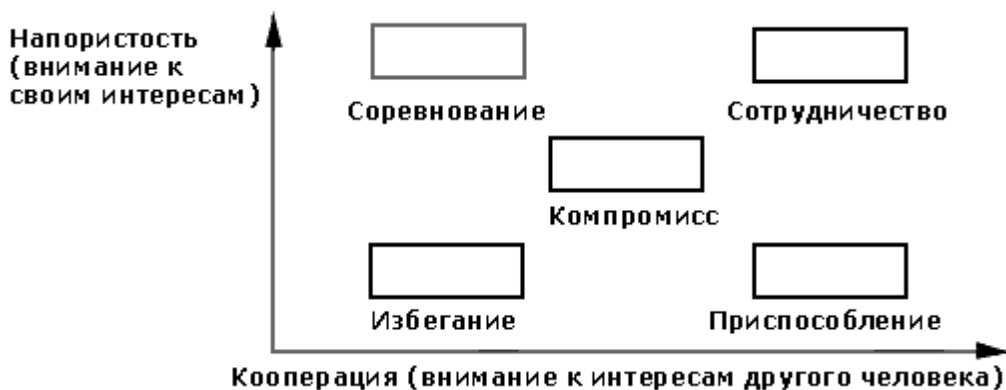 Напористость
(внимание к
своим интересам)
Соревнование
Сотрудничество
Компромисс
Избегание
Приспособление
Кооперация (внимание к интересам другого человека)